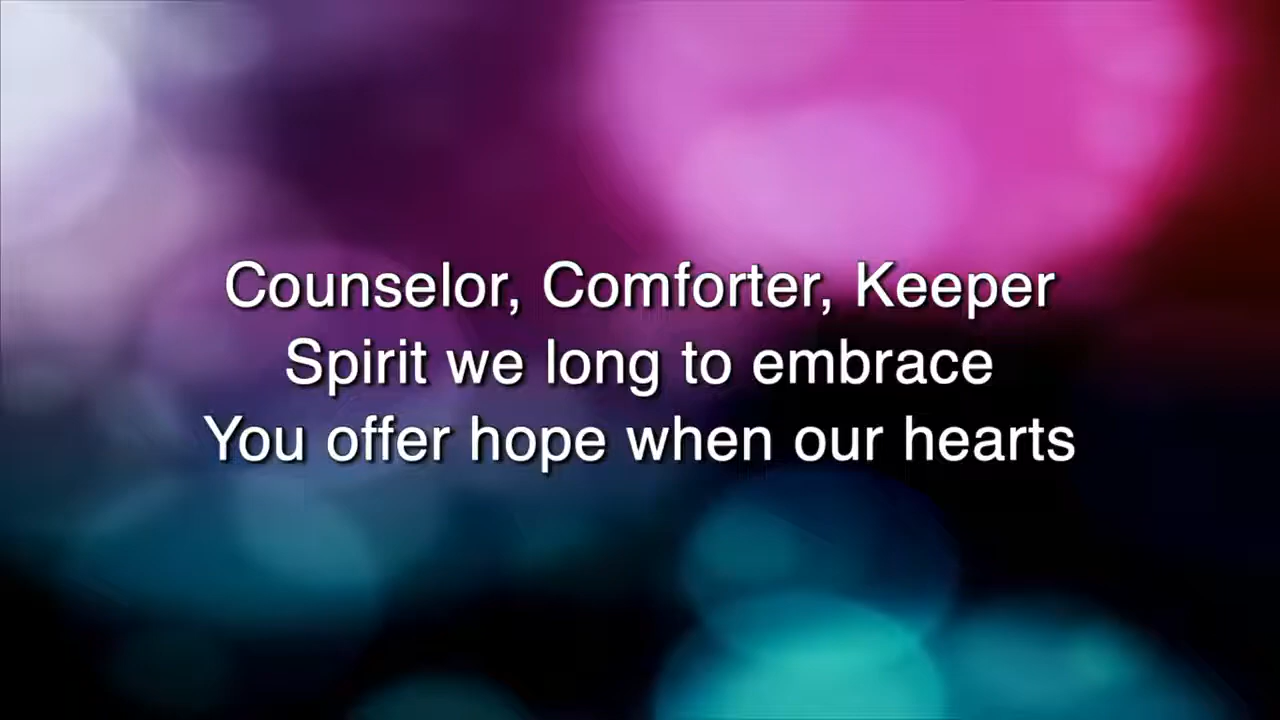 Counselor, Comforter, Keeper
Spirit we long to embrace
You offer hope when our hearts